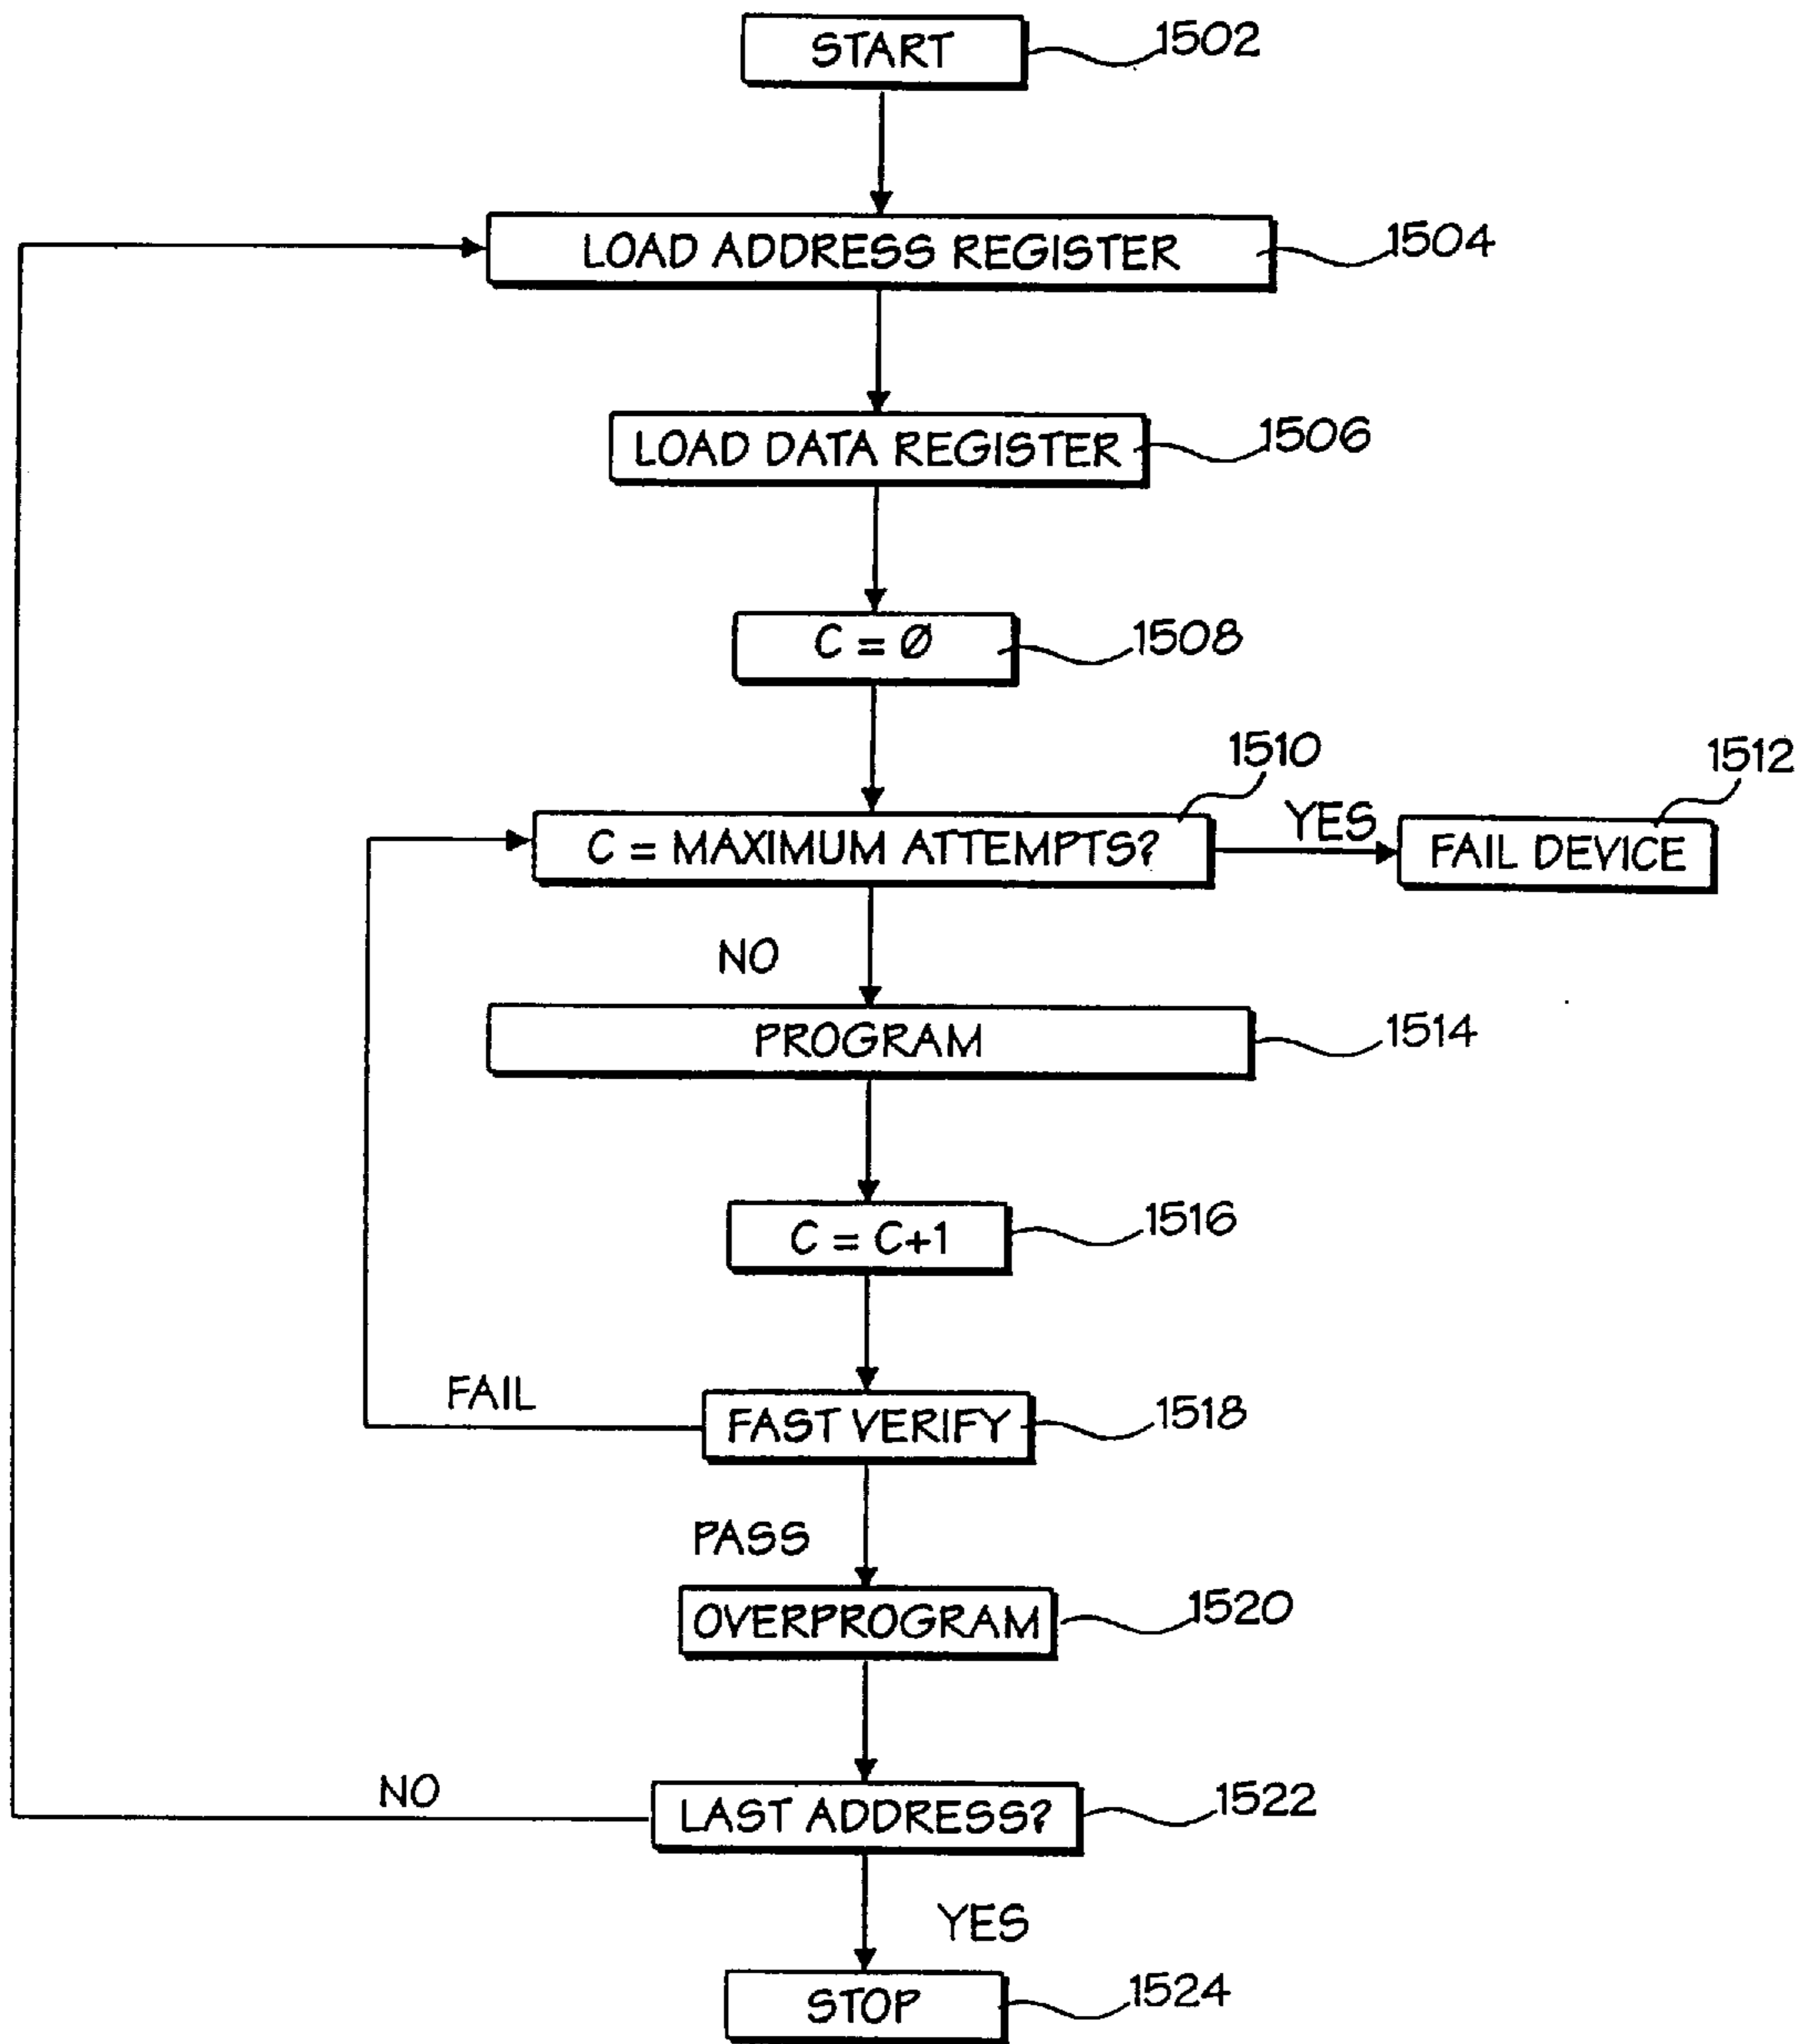 START
1502
LOAD ADDRESS REGISTER
1504
LOAD DATA REGISTER
1506
C = Ø
1508
1510
1512
C = MAXIMUM ATTEMPTS?
YES
FAIL DEVICE
NO
PROGRAM
1514
C = C+1
1516
FAIL
FAST VERIFY
1518
PASS
OVERPROGRAM
1520
NO
LAST ADDRESS?
1522
YES
STOP
1524